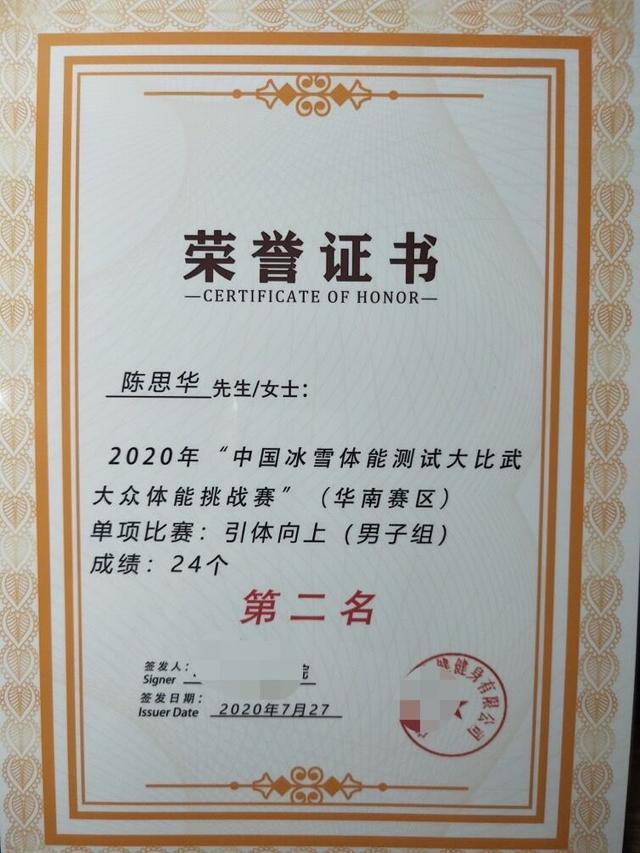 荣誉证书
—CERTIFICATE OF HONOR—
陈思华 先生/女士：
2020年“中国冰雪体能测试大比武
大众体能挑战赛”（华南赛区）
单项比赛：引体向上（男子组）
成绩：24个
第二名
签发人：
Signer 院
签发日期：
Issuer Date 2020年7月27
健身有限公司